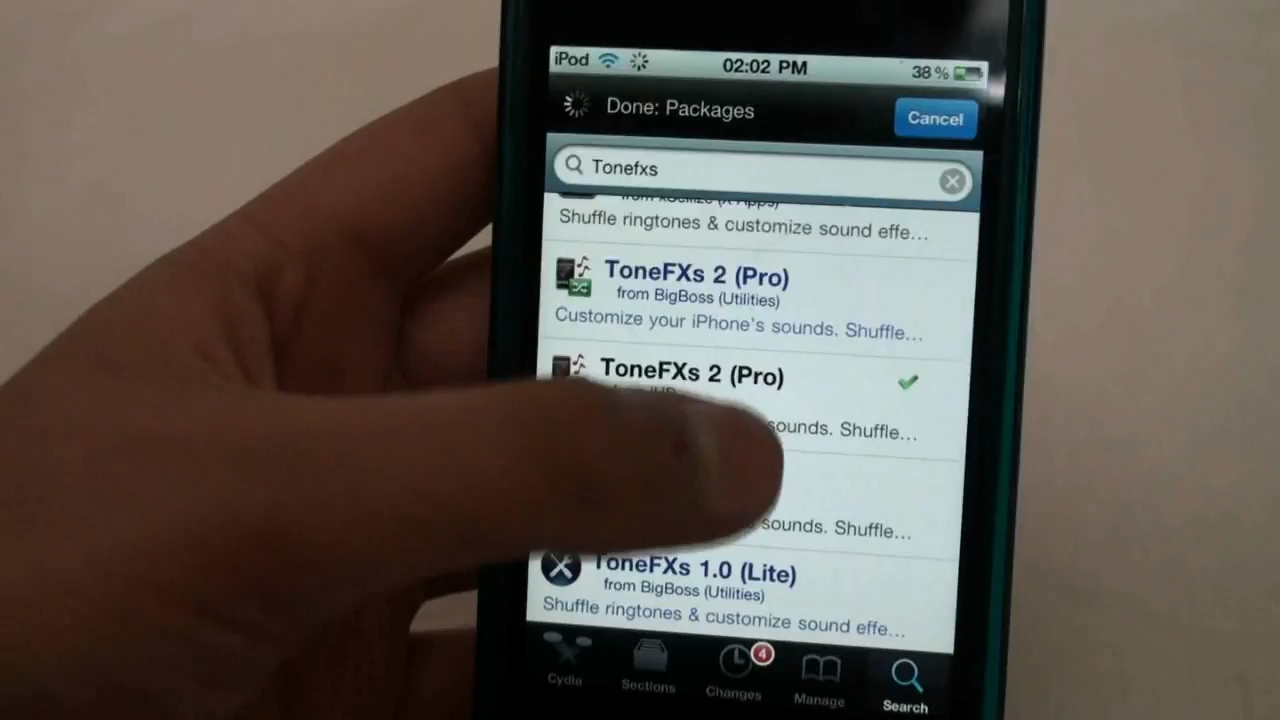 iPod 02:02 PM 38%
Done: Packages Cancel
Tonefxs
Shuffle ringtones & customize sound effe...
ToneFXs 2 (Pro)
from BigBoss (Utilities)
Customize your iPhone's sounds. Shuffle...
ToneFXs 2 (Pro)
sounds. Shuffle...
sounds. Shuffle...
ToneFXs 1.0 (Lite)
from BigBoss (Utilities)
Shuffle ringtones & customize sound effe...
4
Cydia Sections Changes Manage Search